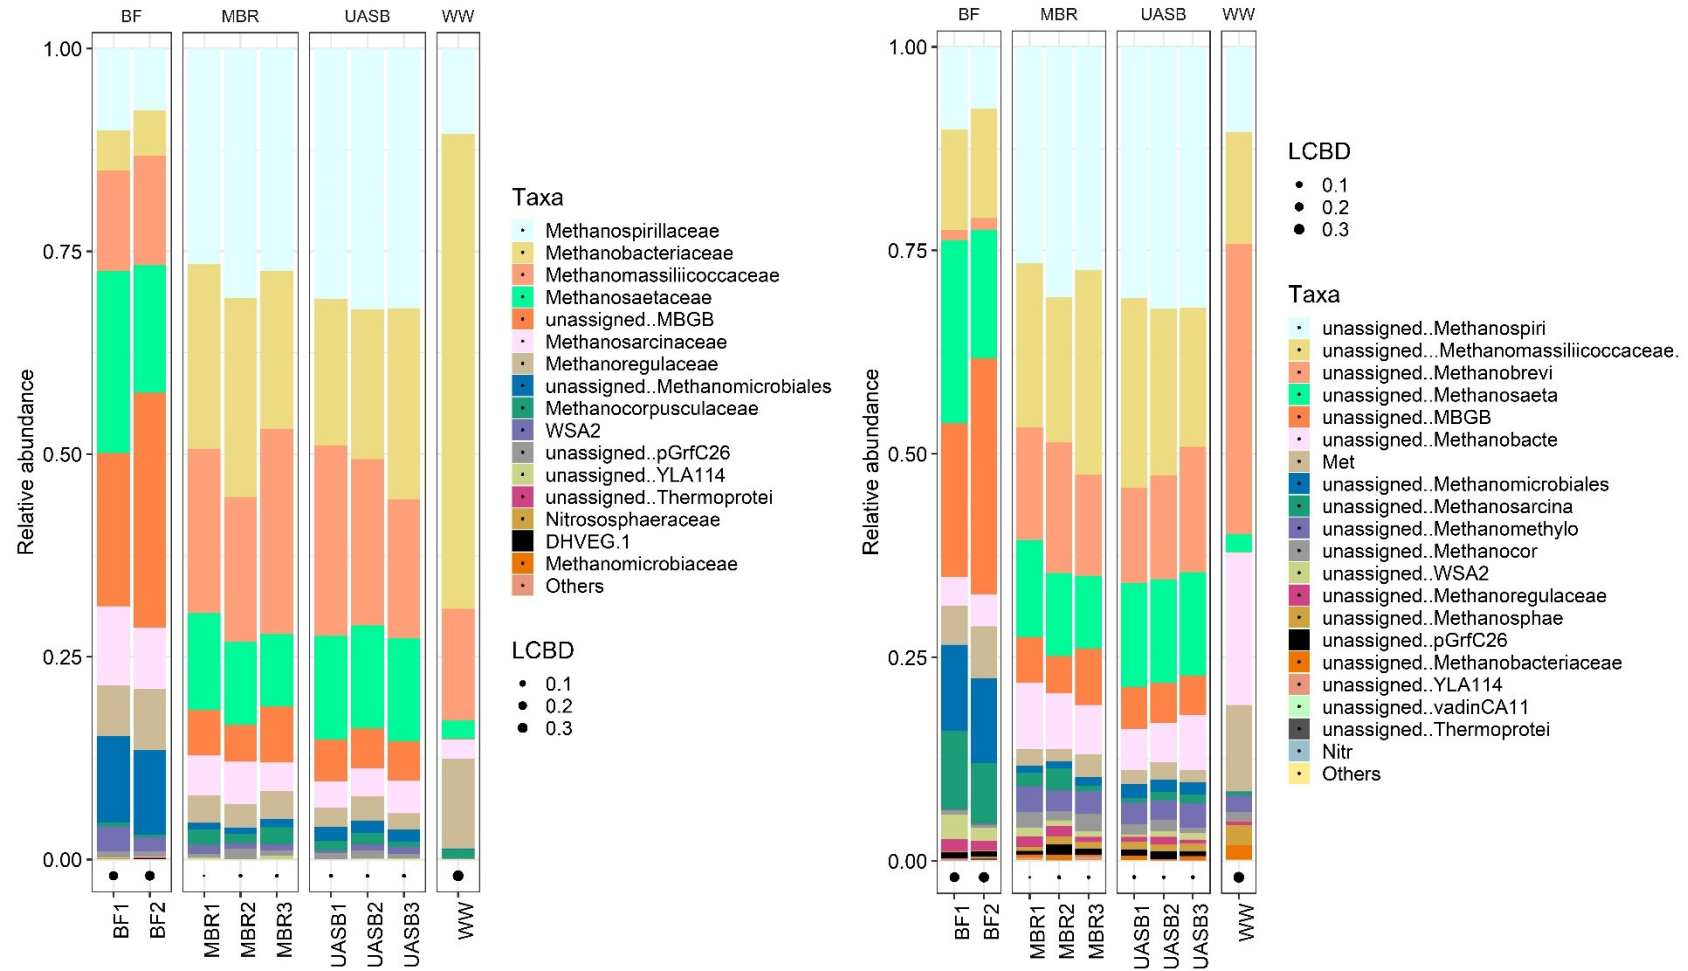 BF MBR UASB WW
1.00
0.75
0.50
0.25
0.00
Relative abundance
BF1
BF2
MBR1
MBR2
MBR3
UASB1
UASB2
UASB3
WW
Taxa
Methanospirillaceae
Methanobacteriaceae
Methanomassiliicoccaceae
Methanosaetaceae
unassigned..MBGB
Methanosarcinaceae
Methanoregulaceae
unassigned..Methanomicrobiales
Methanocorpusculaceae
WSA2
unassigned..pGrfC26
unassigned..YLA114
unassigned..Thermoprotei
Nitrososphaeraceae
DHVEG.1
Methanomicrobiaceae
Others
LCBD
0.1
0.2
0.3
BF MBR UASB WW
1.00
0.75
0.50
0.25
0.00
Relative abundance
BF1
BF2
MBR1
MBR2
MBR3
UASB1
UASB2
UASB3
WW
LCBD
0.1
0.2
0.3
Taxa
unassigned..Methanospiri
unassigned...Methanomassiliicoccaceae.
unassigned..Methanobrevi
unassigned..Methanosaeta
unassigned..MBGB
unassigned..Methanobacte
Met
unassigned..Methanomicrobiales
unassigned..Methanosarcina
unassigned..Methanomethylo
unassigned..Methanocor
unassigned..WSA2
unassigned..Methanoregulaceae
unassigned..Methanosphae
unassigned..pGrfC26
unassigned..Methanobacteriaceae
unassigned..YLA114
unassigned..vadinCA11
unassigned..Thermoprotei
Nitr
Others